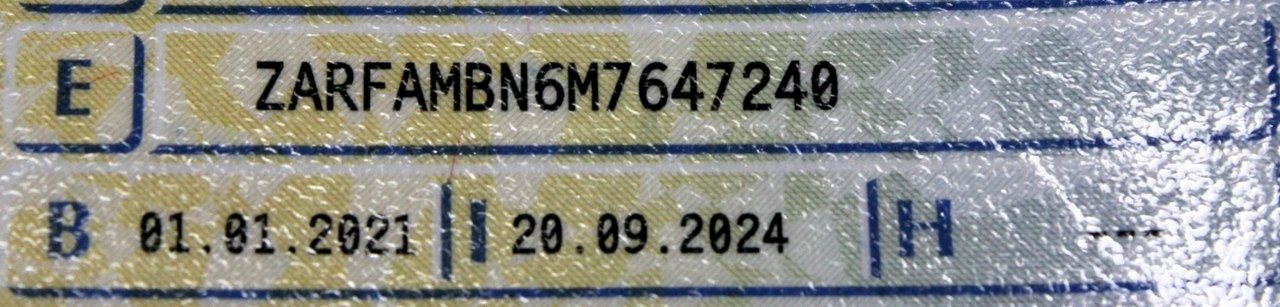 E ZARFAMBN6M7647240
B 01.01.2021 I 20.09.2024 H ---